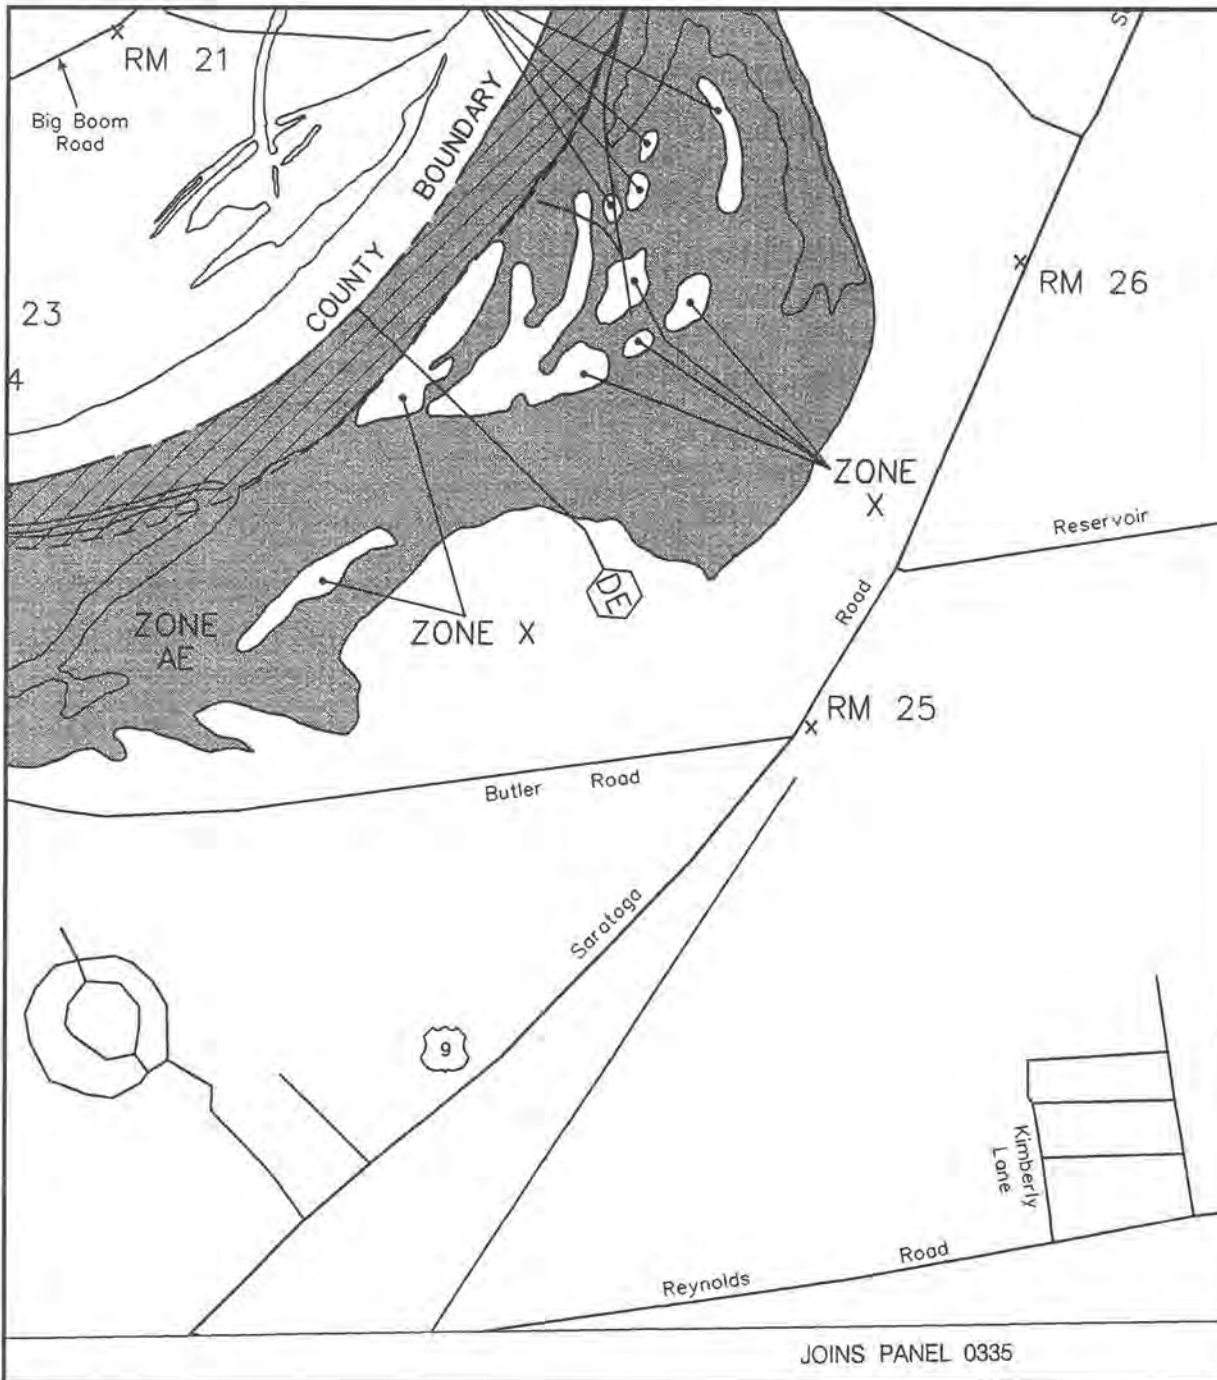 RM 21
Big Boom
Road
COUNTY BOUNDARY
23
4
RM 26
ZONE
X
Reservoir
Road
DE
ZONE X
ZONE
AE
RM 25
Butler Road
Saratoga
9
Kimberly
Lane
Reynolds Road
JOINS PANEL 0335